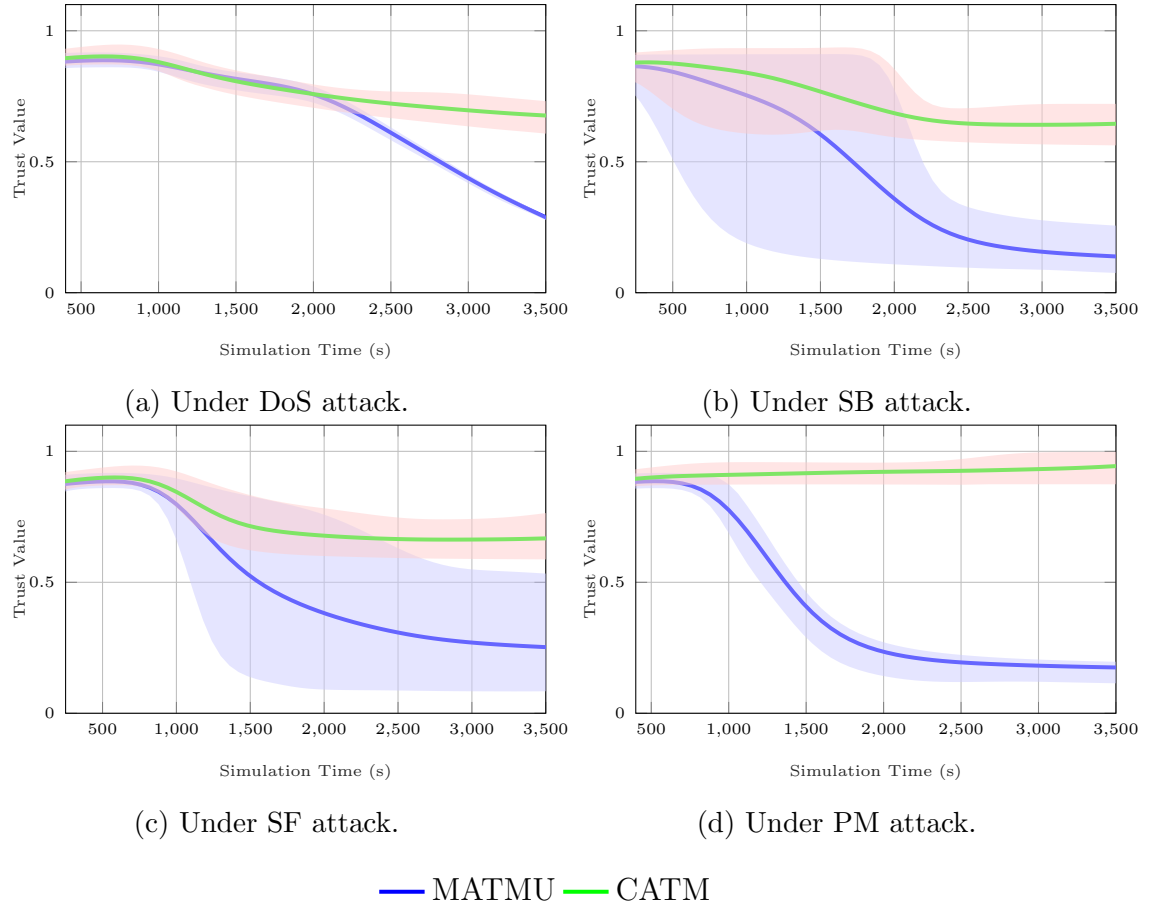 1
0.5
0
Trust Value
500 1,000 1,500 2,000 2,500 3,000 3,500
Simulation Time (s)
(a) Under DoS attack.
1
0.5
0
Trust Value
500 1,000 1,500 2,000 2,500 3,000 3,500
Simulation Time (s)
(b) Under SB attack.
1
0.5
0
Trust Value
500 1,000 1,500 2,000 2,500 3,000 3,500
Simulation Time (s)
(c) Under SF attack.
1
0.5
0
Trust Value
500 1,000 1,500 2,000 2,500 3,000 3,500
Simulation Time (s)
(d) Under PM attack.
MATMU CATM